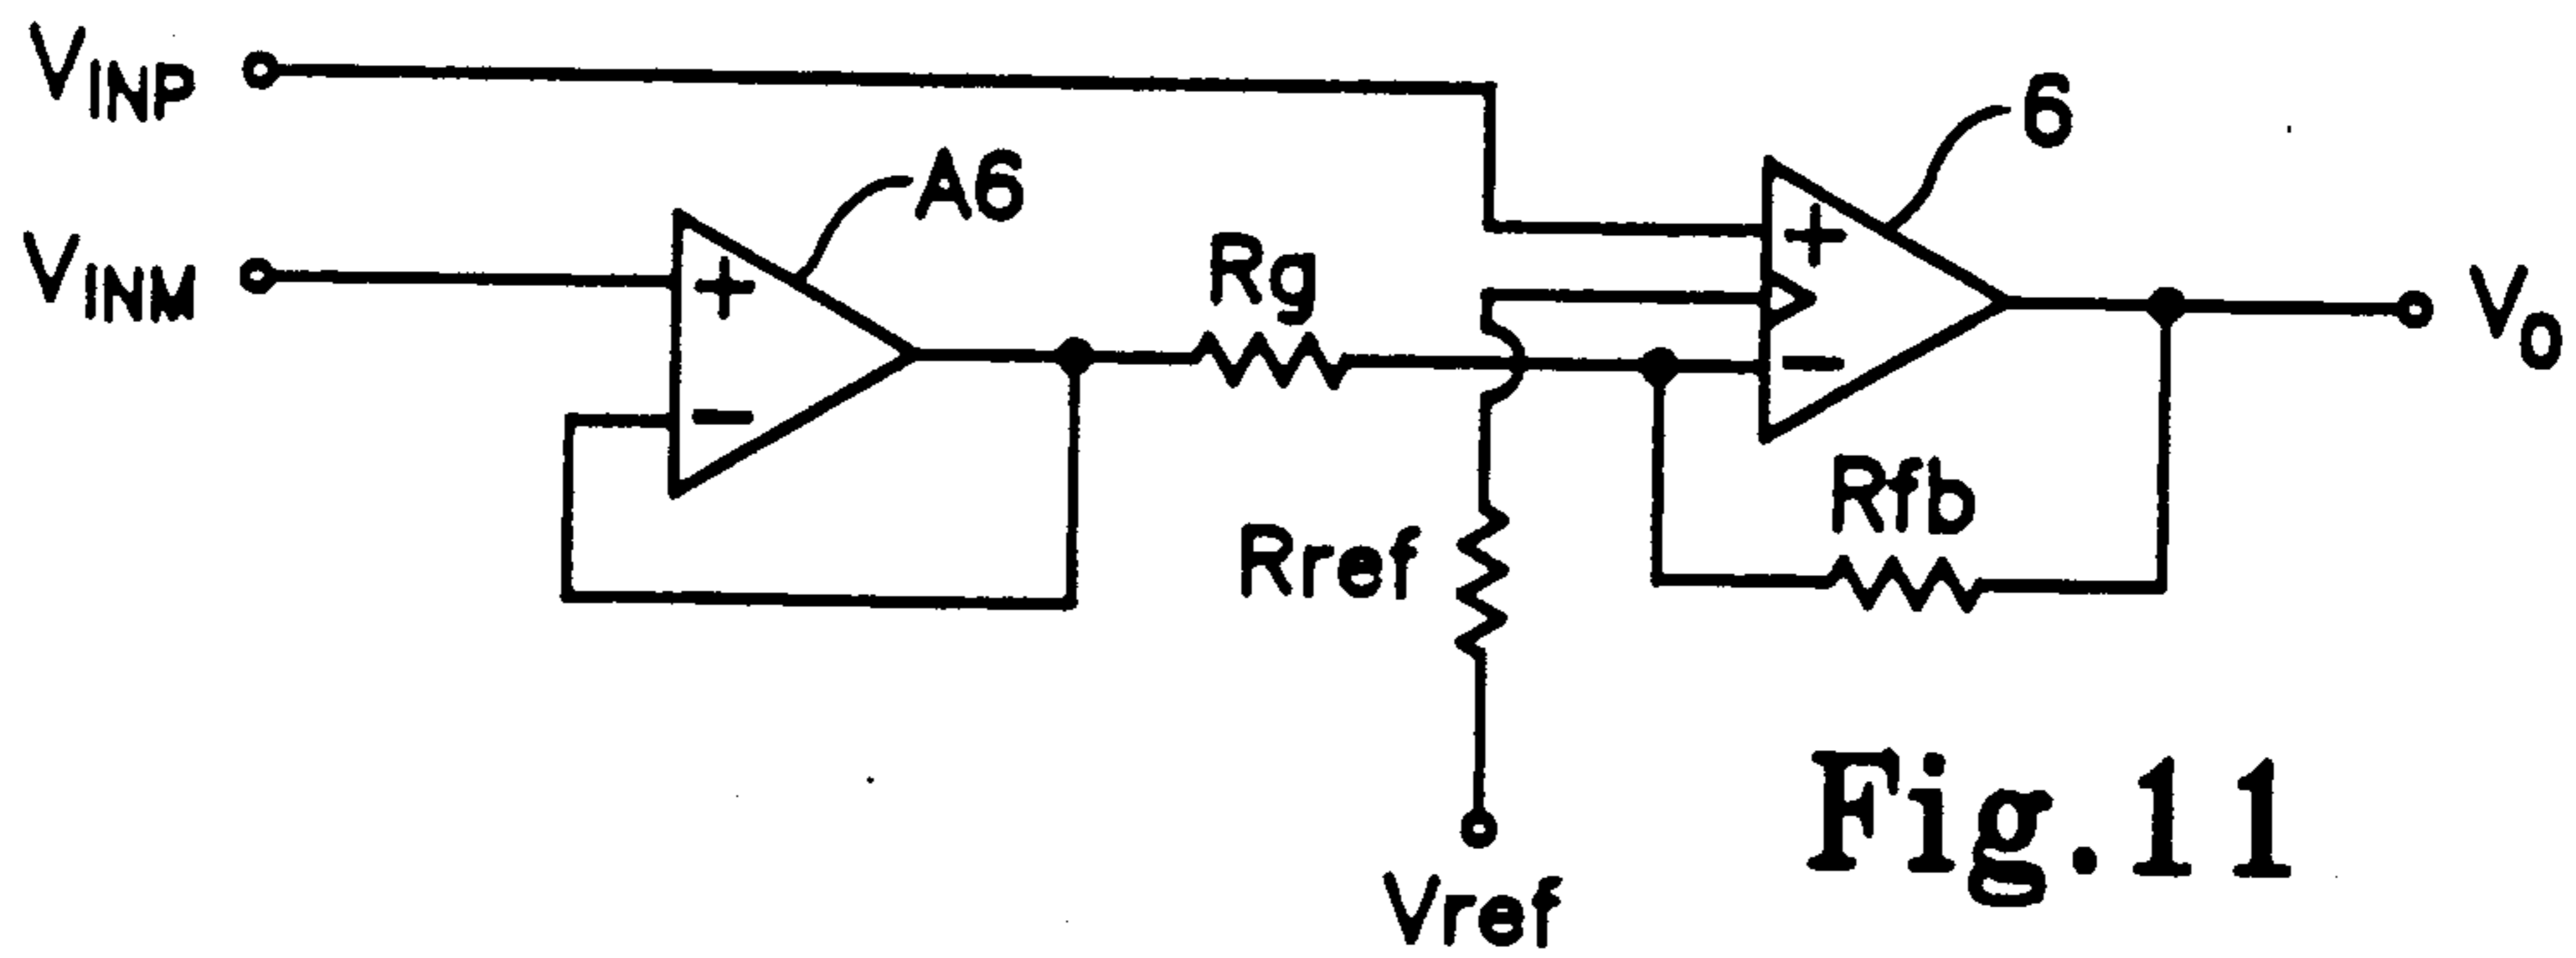 VINP
6
A6
VINM
Rg
+
+
VO
−
−
Rfb
Rref
Fig.11
Vref